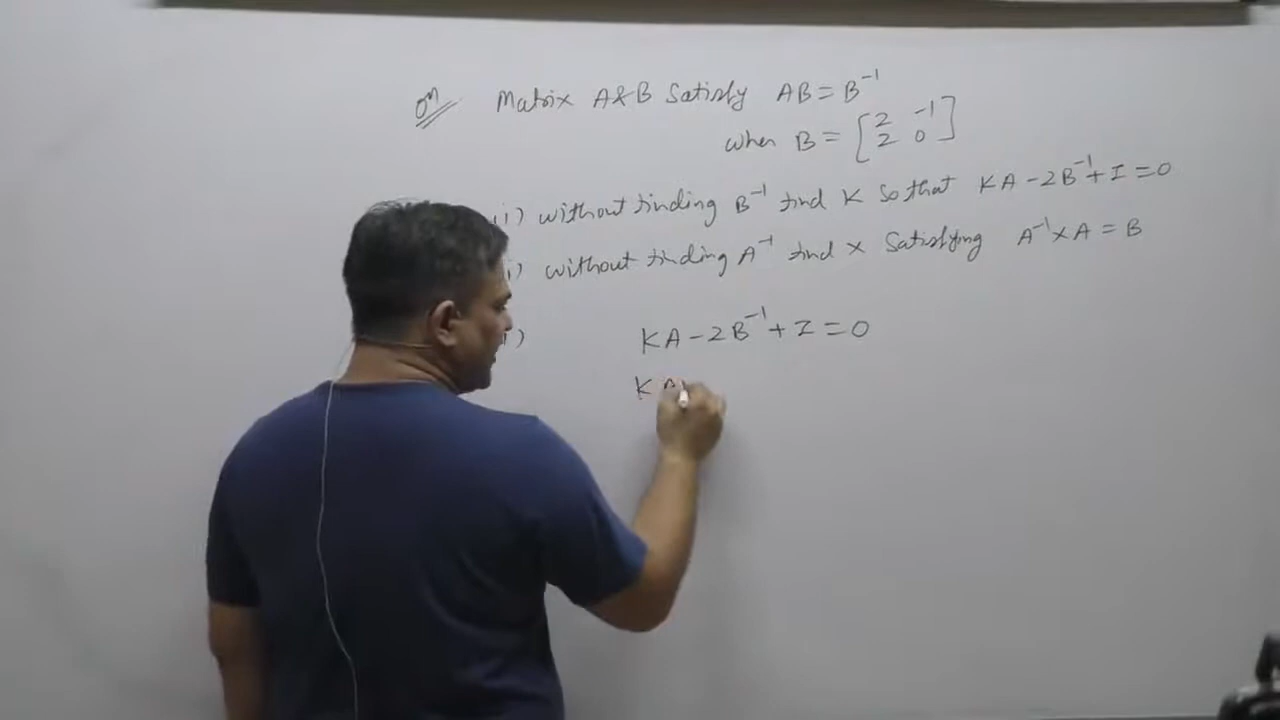 Qn Matrix A&B Satisfy AB = B⁻¹
when B = [2 -1
2 0]
i) without finding B⁻¹ find K so that KA - 2B⁻¹ + I = 0
i) without finding A⁻¹ find X Satisfying A⁻¹XA = B
) KA - 2B⁻¹ + I = 0
K A